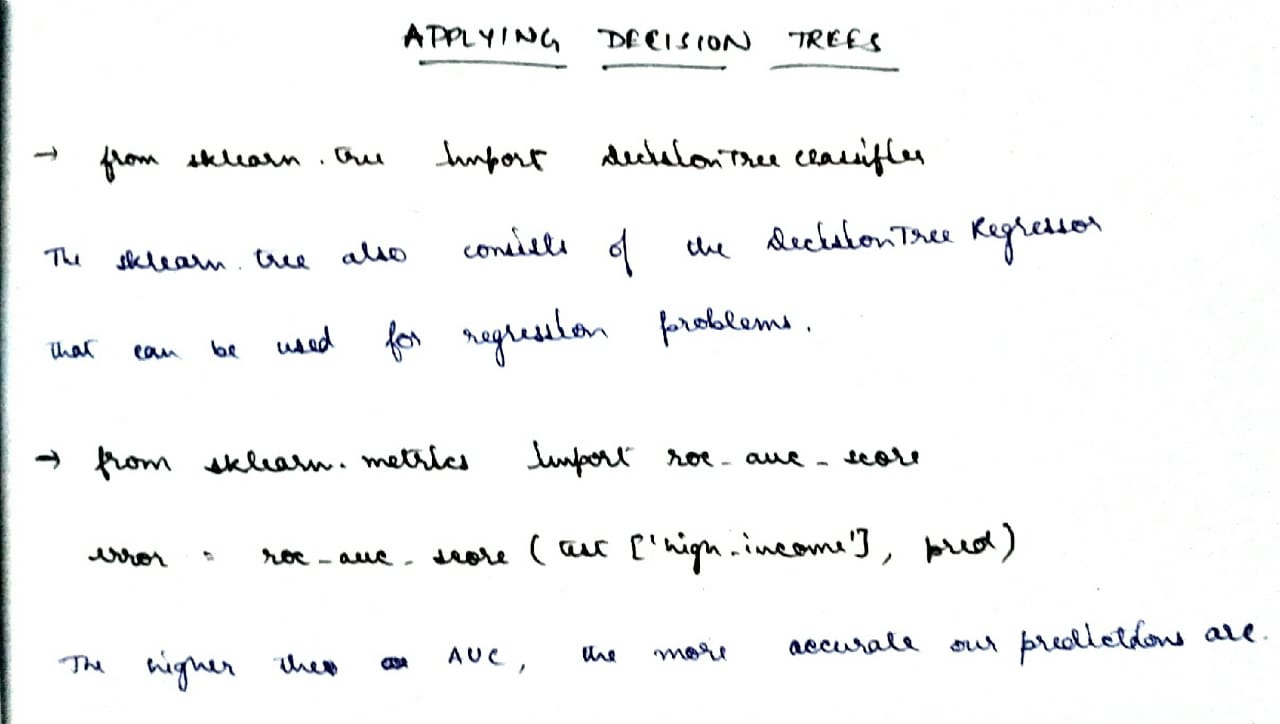 APPLYING DECISION TREES
→ from sklearn.tree import DecisionTreeClassifier
The sklearn.tree also consists of the DecisionTreeRegressor
that can be used for regression problems.
→ from sklearn.metrics import roc_auc_score
error = roc_auc_score (test ['high_income'], pred)
The higher the AUC, the more accurate our predictions are.